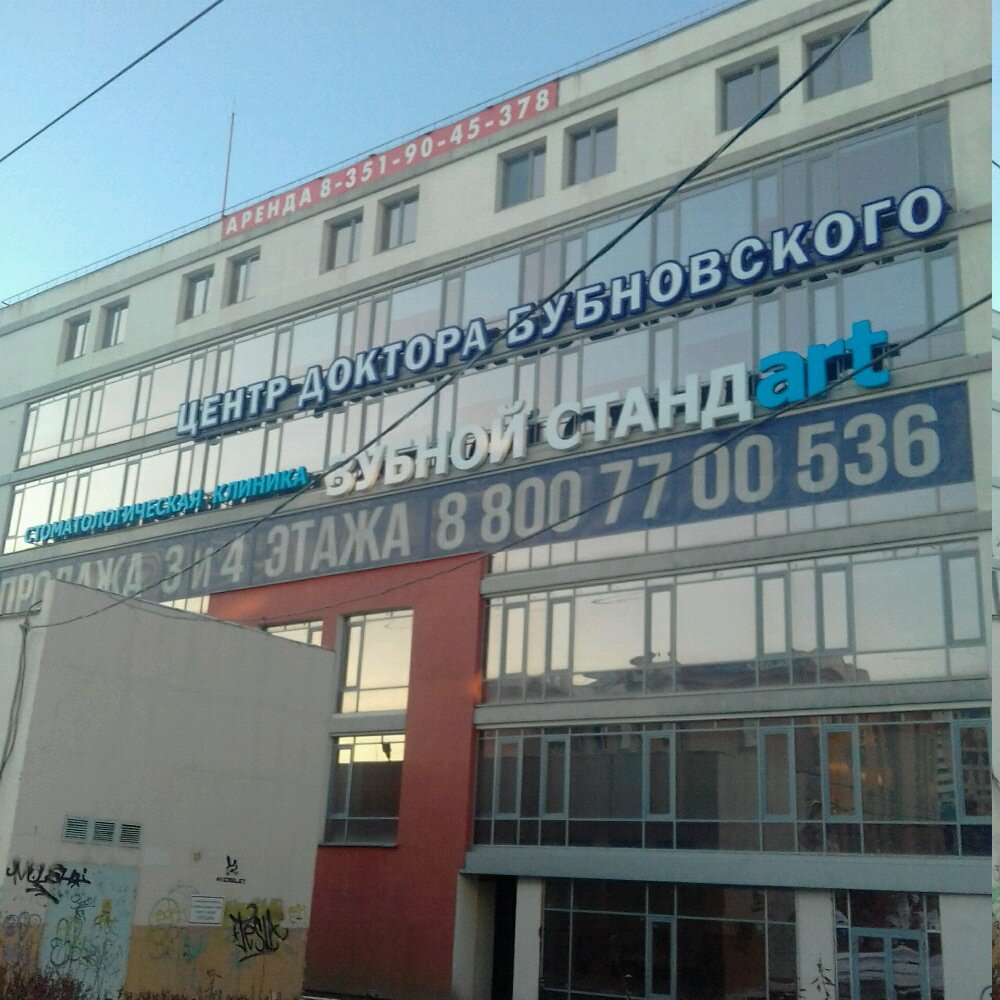 АРЕНДА 8-351-90-45-378
ЦЕНТР ДОКТОРА БУБНОВСКОГО
СТОМАТОЛОГИЧЕСКАЯ КЛИНИКА
ЗУБНОЙ СТАНДart
ПРОДАЖА 3 и 4 ЭТАЖА 8 800 77 00 536